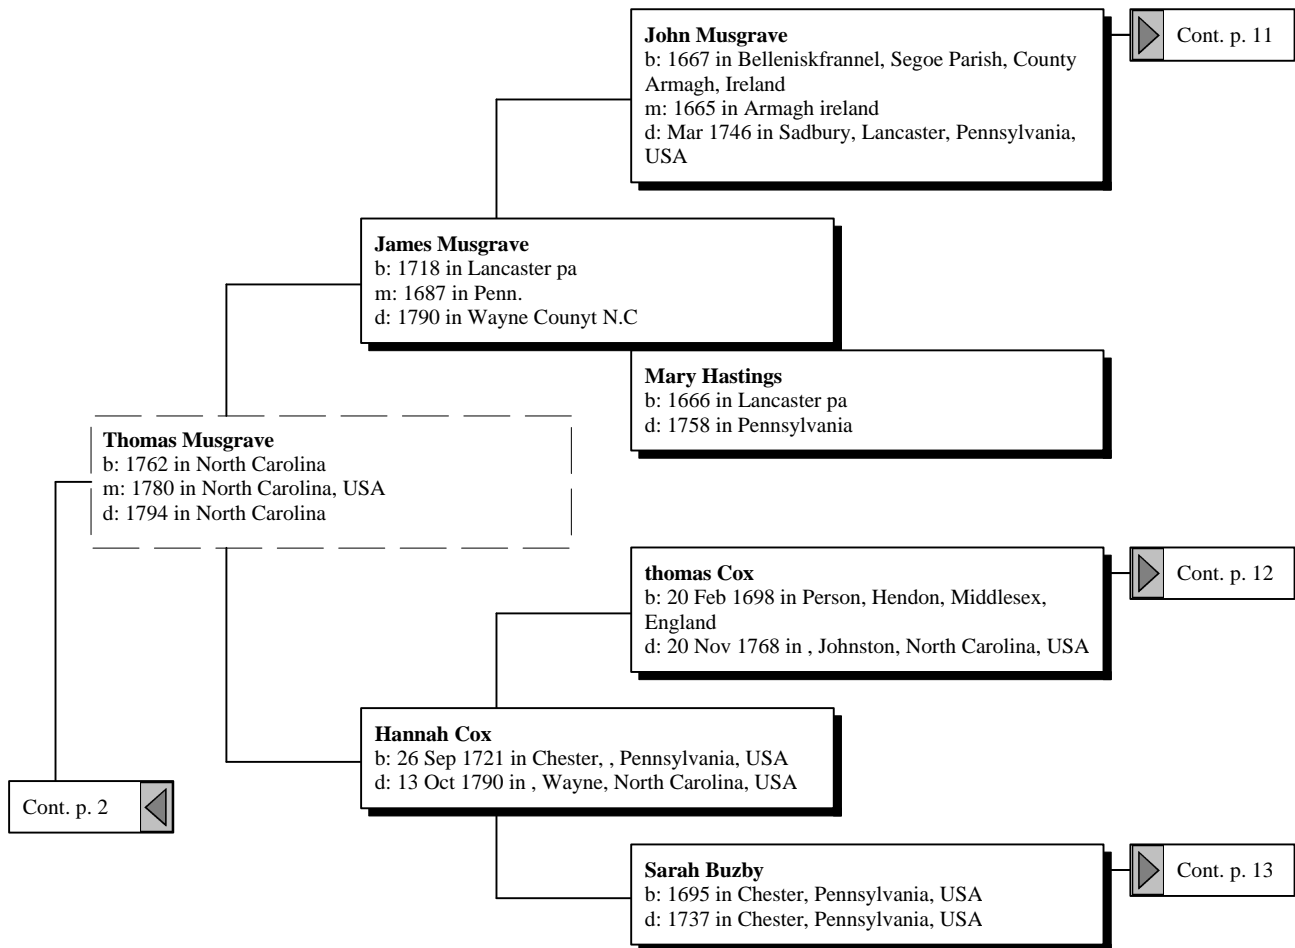 John Musgrave
b: 1667 in Belleniskfrannel, Segoe Parish, County
Armagh, Ireland
m: 1665 in Armagh ireland
d: Mar 1746 in Sadbury, Lancaster, Pennsylvania,
USA
Cont. p. 11
James Musgrave
b: 1718 in Lancaster pa
m: 1687 in Penn.
d: 1790 in Wayne Counyt N.C
Mary Hastings
b: 1666 in Lancaster pa
d: 1758 in Pennsylvania
Thomas Musgrave
b: 1762 in North Carolina
m: 1780 in North Carolina, USA
d: 1794 in North Carolina
thomas Cox
b: 20 Feb 1698 in Person, Hendon, Middlesex,
England
d: 20 Nov 1768 in , Johnston, North Carolina, USA
Cont. p. 12
Hannah Cox
b: 26 Sep 1721 in Chester, , Pennsylvania, USA
d: 13 Oct 1790 in , Wayne, North Carolina, USA
Cont. p. 2
Sarah Buzby
b: 1695 in Chester, Pennsylvania, USA
d: 1737 in Chester, Pennsylvania, USA
Cont. p. 13